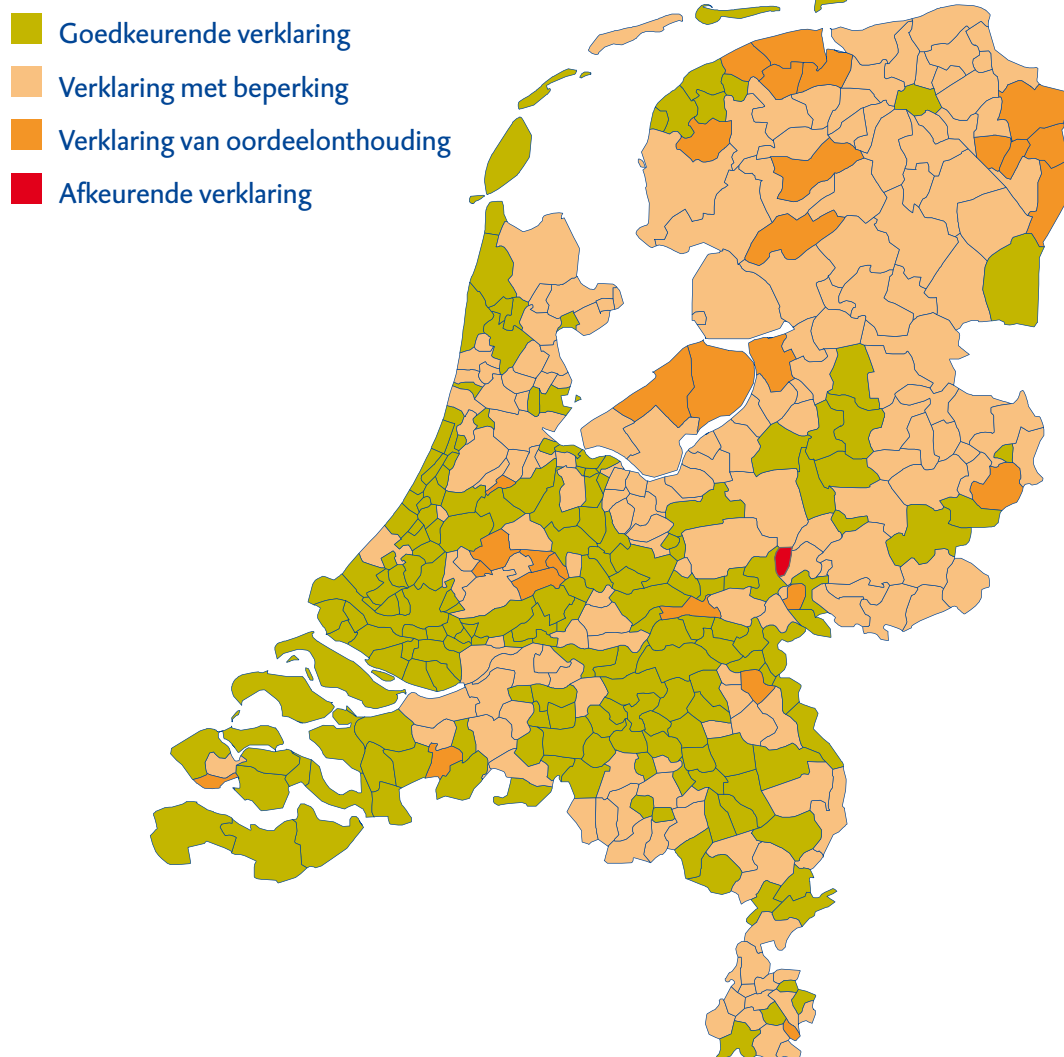 Goedkeurende verklaring
Verklaring met beperking
Verklaring van oordeelonthouding
Afkeurende verklaring